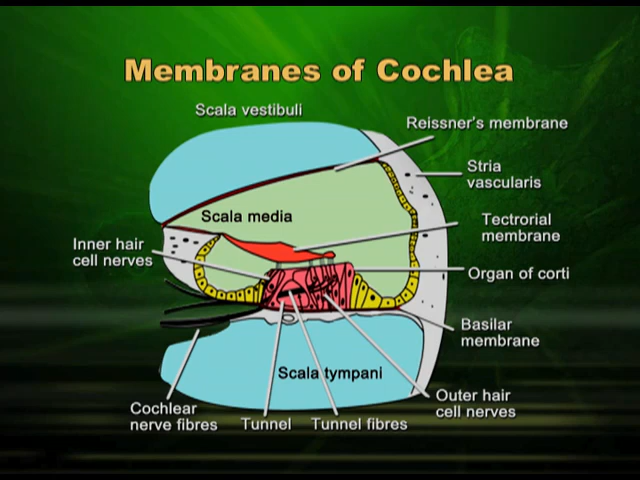 Membranes of Cochlea
Scala vestibuli
Reissner's membrane
Stria
vascularis
Scala media
Tectrorial
membrane
Inner hair
cell nerves
Organ of corti
Basilar
membrane
Scala tympani
Outer hair
cell nerves
Cochlear
nerve fibres
Tunnel
Tunnel fibres